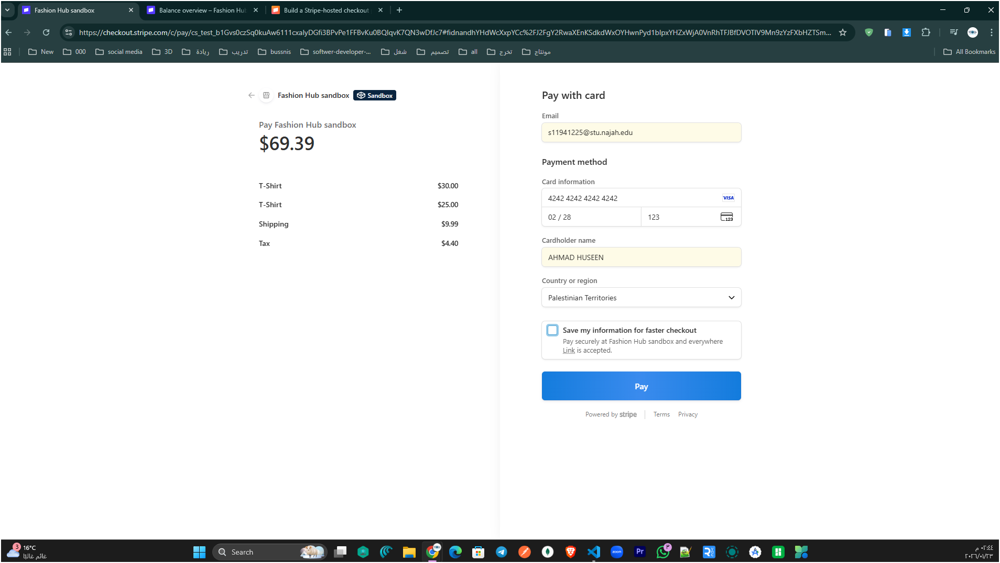 Fashion Hub sandbox
Balance overview – Fashion Hub
Build a Stripe-hosted checkout
https://checkout.stripe.com/c/pay/
New
000
social media
3D
ريادة
تدريب
bussnis
softwer-developer-...
شغل
تصميم
all
تخرج
مونتاج
All Bookmarks
Fashion Hub sandbox
Sandbox
Pay Fashion Hub sandbox
$69.39
T-Shirt $30.00
T-Shirt $25.00
Shipping $9.99
Tax $4.40
Pay with card
Email
s11941225@stu.najah.edu
Payment method
Card information
4242 4242 4242 4242 VISA
02 / 28 123 123
Cardholder name
AHMAD HUSEEN
Country or region
Palestinian Territories
Save my information for faster checkout
Pay securely at Fashion Hub sandbox and everywhere
Link is accepted.
Pay
Powered by stripe
Terms
Privacy
3
16°C
غائم غالبًا
Search
zoom
Pr
٣
٠٢:٤٤ م
٢٠٢٦/٠١/٢٣